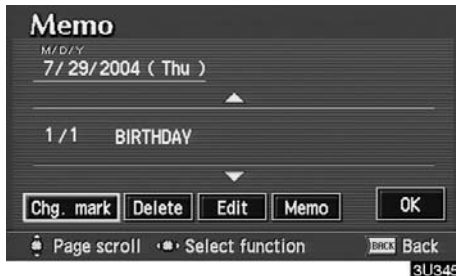 Memo
M/D/Y
7/29/2004 ( Thu )
1/1 BIRTHDAY
Chg. mark Delete Edit Memo OK
Page scroll Select function BACK Back
3U345